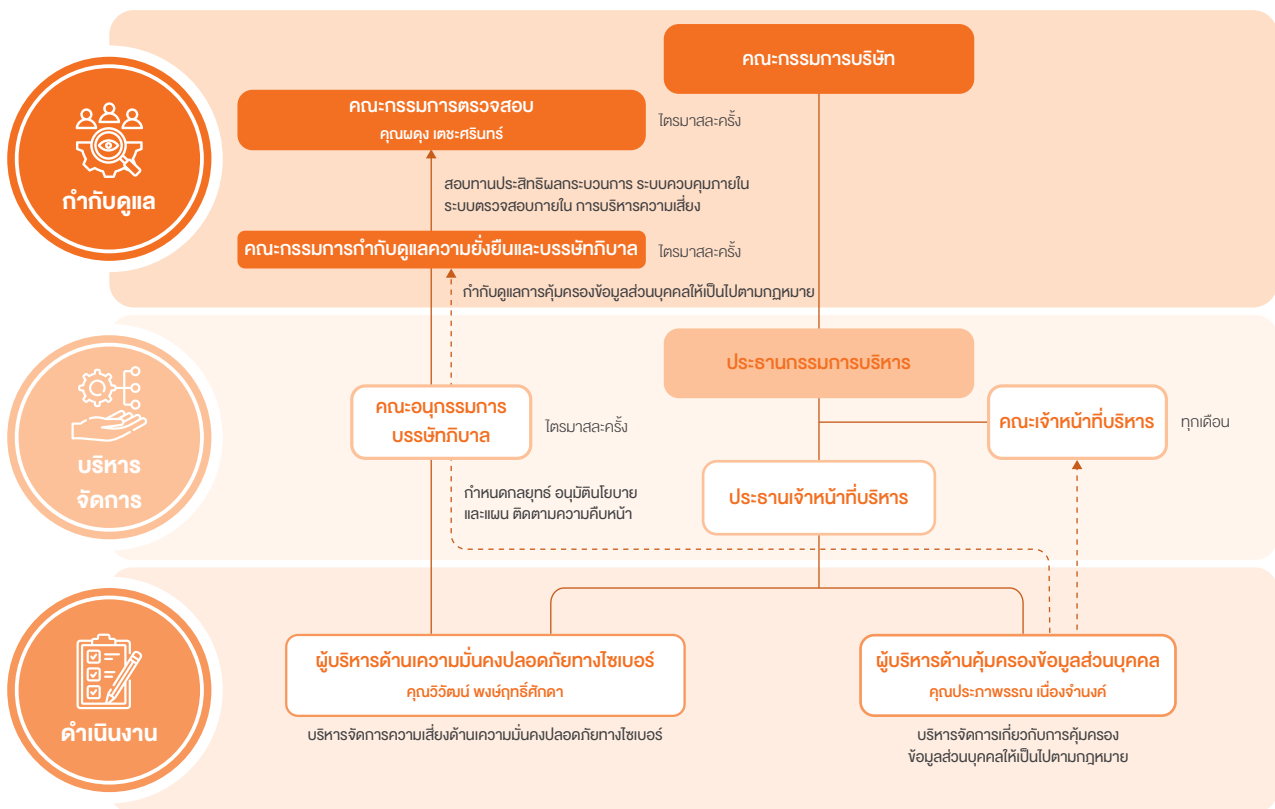 คณะกรรมการบริษัท
คณะกรรมการตรวจสอบ
คุณผดุง เตชะศรินทร์
ไตรมาสละครั้ง
กำกับดูแล
สอบทานประสิทธิผลกระบวนการ ระบบควบคุมภายใน
ระบบตรวจสอบภายใน การบริหารความเสี่ยง
คณะกรรมการกำกับดูแลความยั่งยืนและบรรษัทภิบาล
ไตรมาสละครั้ง
กำกับดูแลการคุ้มครองข้อมูลส่วนบุคคลให้เป็นไปตามกฏหมาย
ประธานกรรมการบริหาร
คณะอนุกรรมการ
บรรษัทภิบาล
ไตรมาสละครั้ง
คณะเจ้าหน้าที่บริหาร
ทุกเดือน
บริหาร
จัดการ
กำหนดกลยุทธ์ อนุมัตินโยบาย
และแผน ติดตามความคืบหน้า
ประธานเจ้าหน้าที่บริหาร
ผู้บริหารด้านความมั่นคงปลอดภัยทางไซเบอร์
คุณวิวัฒน์ พงษ์ฤทธิ์ศักดา
ผู้บริหารด้านคุ้มครองข้อมูลส่วนบุคคล
คุณประภาพรรณ เนื่องจำนงค์
ดำเนินงาน
บริหารจัดการความเสี่ยงด้านความมั่นคงปลอดภัยทางไซเบอร์
บริหารจัดการเกี่ยวกับการคุ้มครอง
ข้อมูลส่วนบุคคลให้เป็นไปตามกฎหมาย